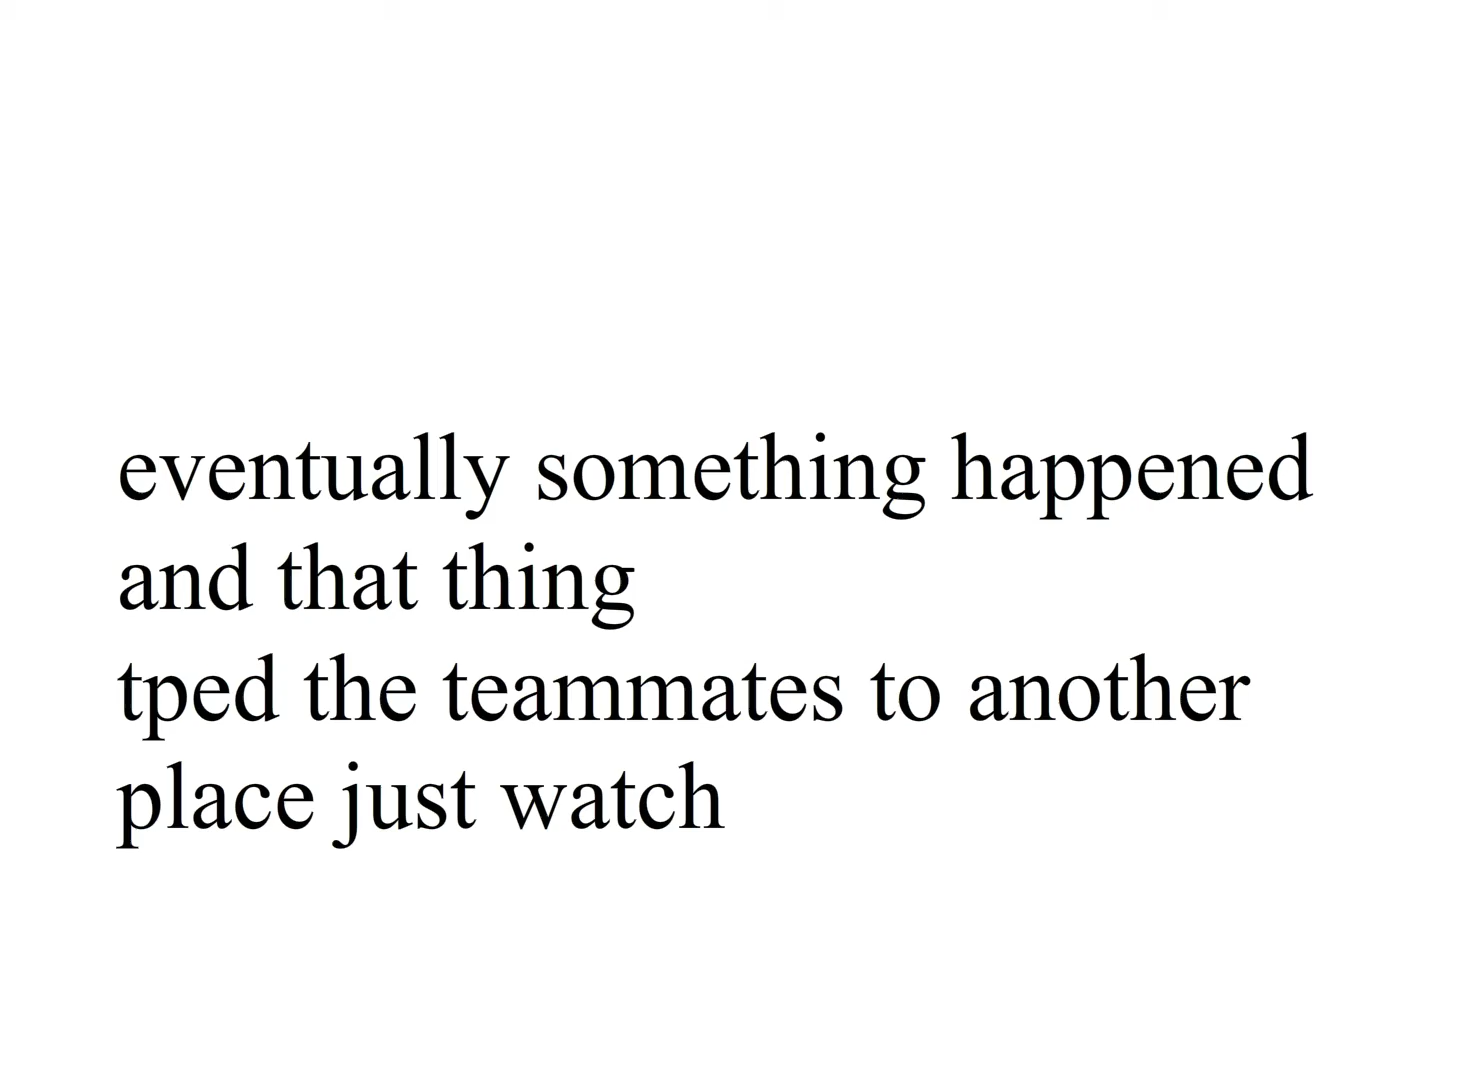 eventually something happened
and that thing
tped the teammates to another
place just watch